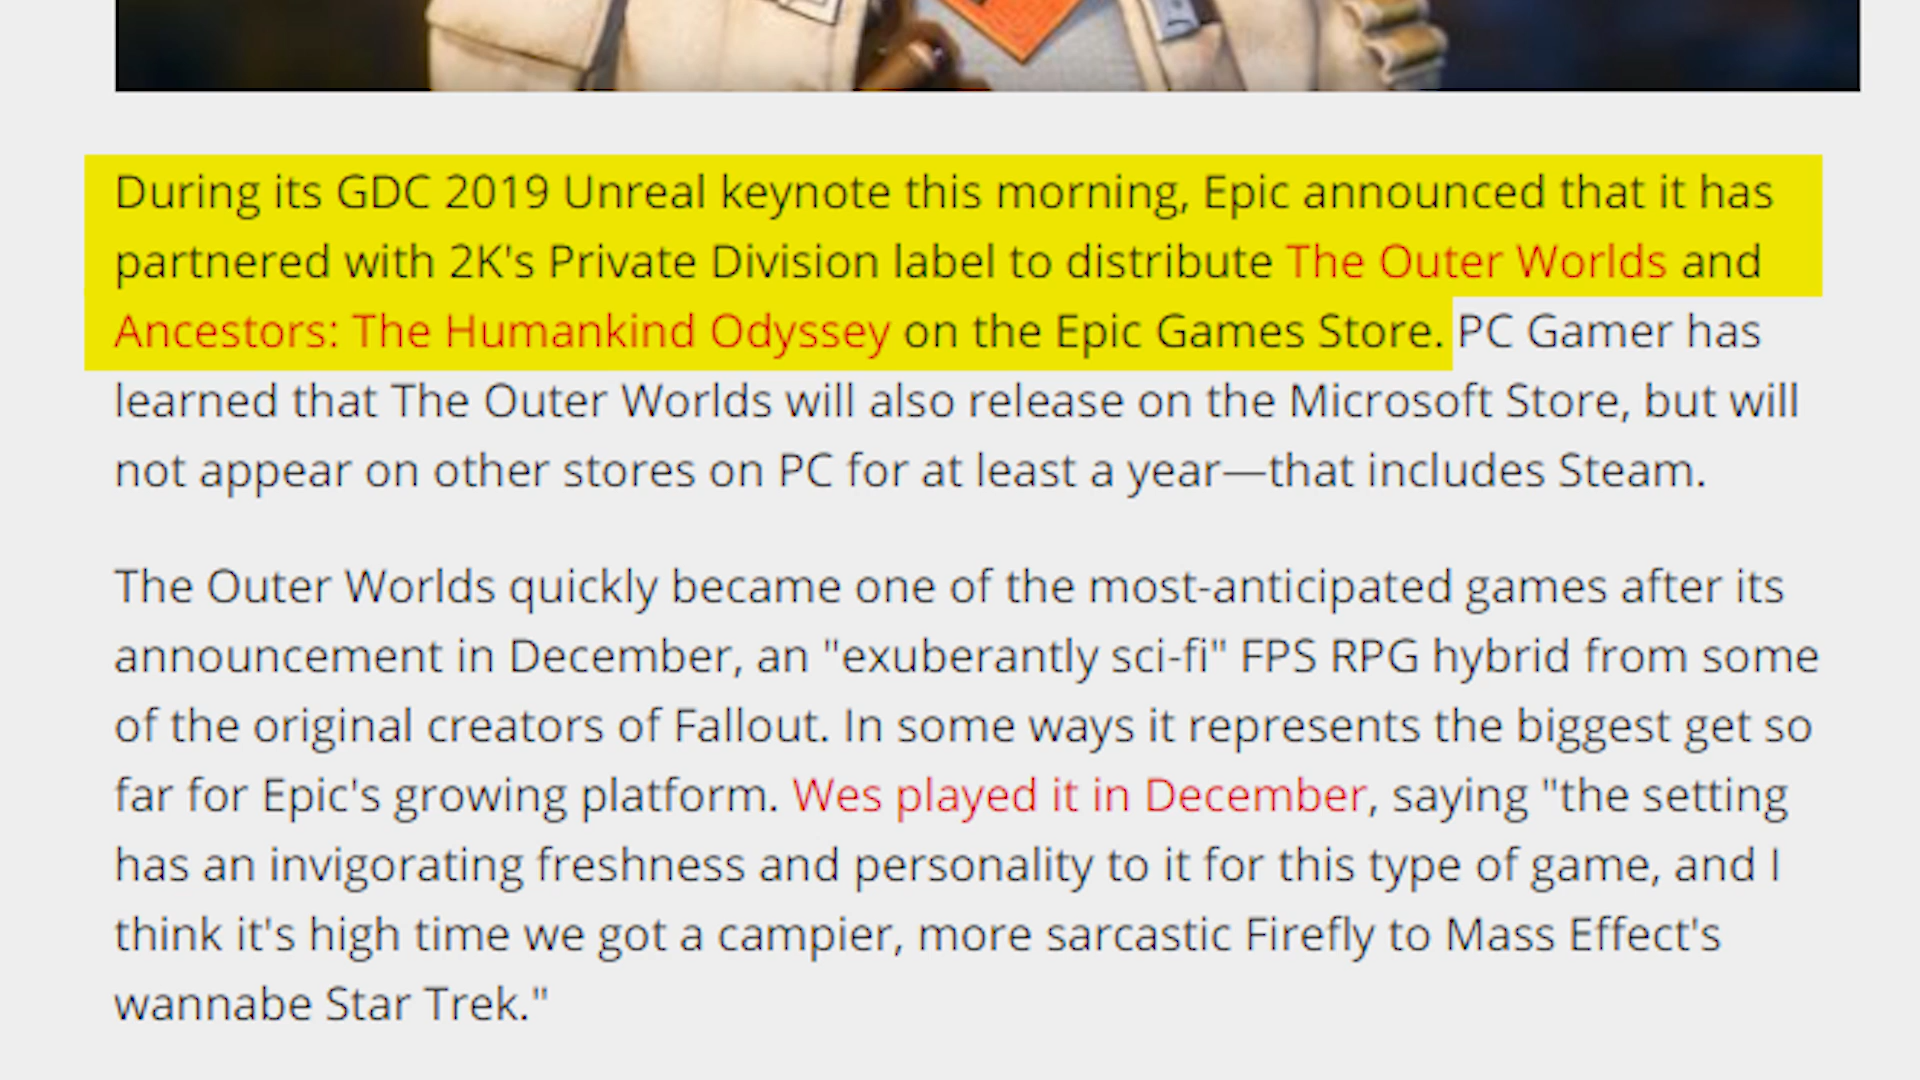 During its GDC 2019 Unreal keynote this morning, Epic announced that it has
partnered with 2K's Private Division label to distribute The Outer Worlds and
Ancestors: The Humankind Odyssey on the Epic Games Store. PC Gamer has
learned that The Outer Worlds will also release on the Microsoft Store, but will
not appear on other stores on PC for at least a year—that includes Steam.
The Outer Worlds quickly became one of the most-anticipated games after its
announcement in December, an "exuberantly sci-fi" FPS RPG hybrid from some
of the original creators of Fallout. In some ways it represents the biggest get so
far for Epic's growing platform. Wes played it in December, saying "the setting
has an invigorating freshness and personality to it for this type of game, and I
think it's high time we got a campier, more sarcastic Firefly to Mass Effect's
wannabe Star Trek."